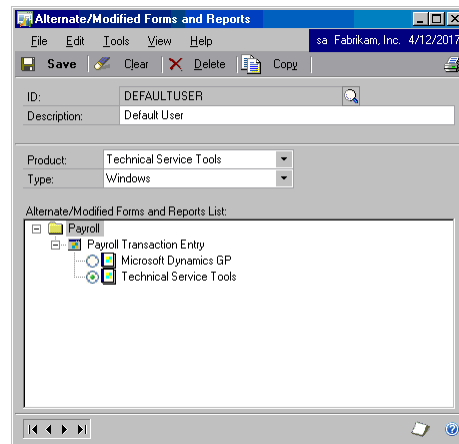 Alternate/Modified Forms and Reports
File Edit Tools View Help sa Fabrikam, Inc. 4/12/2017
Save Clear Delete Copy
ID: DEFAULTUSER
Description: Default User
Product: Technical Service Tools
Type: Windows
Alternate/Modified Forms and Reports List:
Payroll
Payroll Transaction Entry
Microsoft Dynamics GP
Technical Service Tools